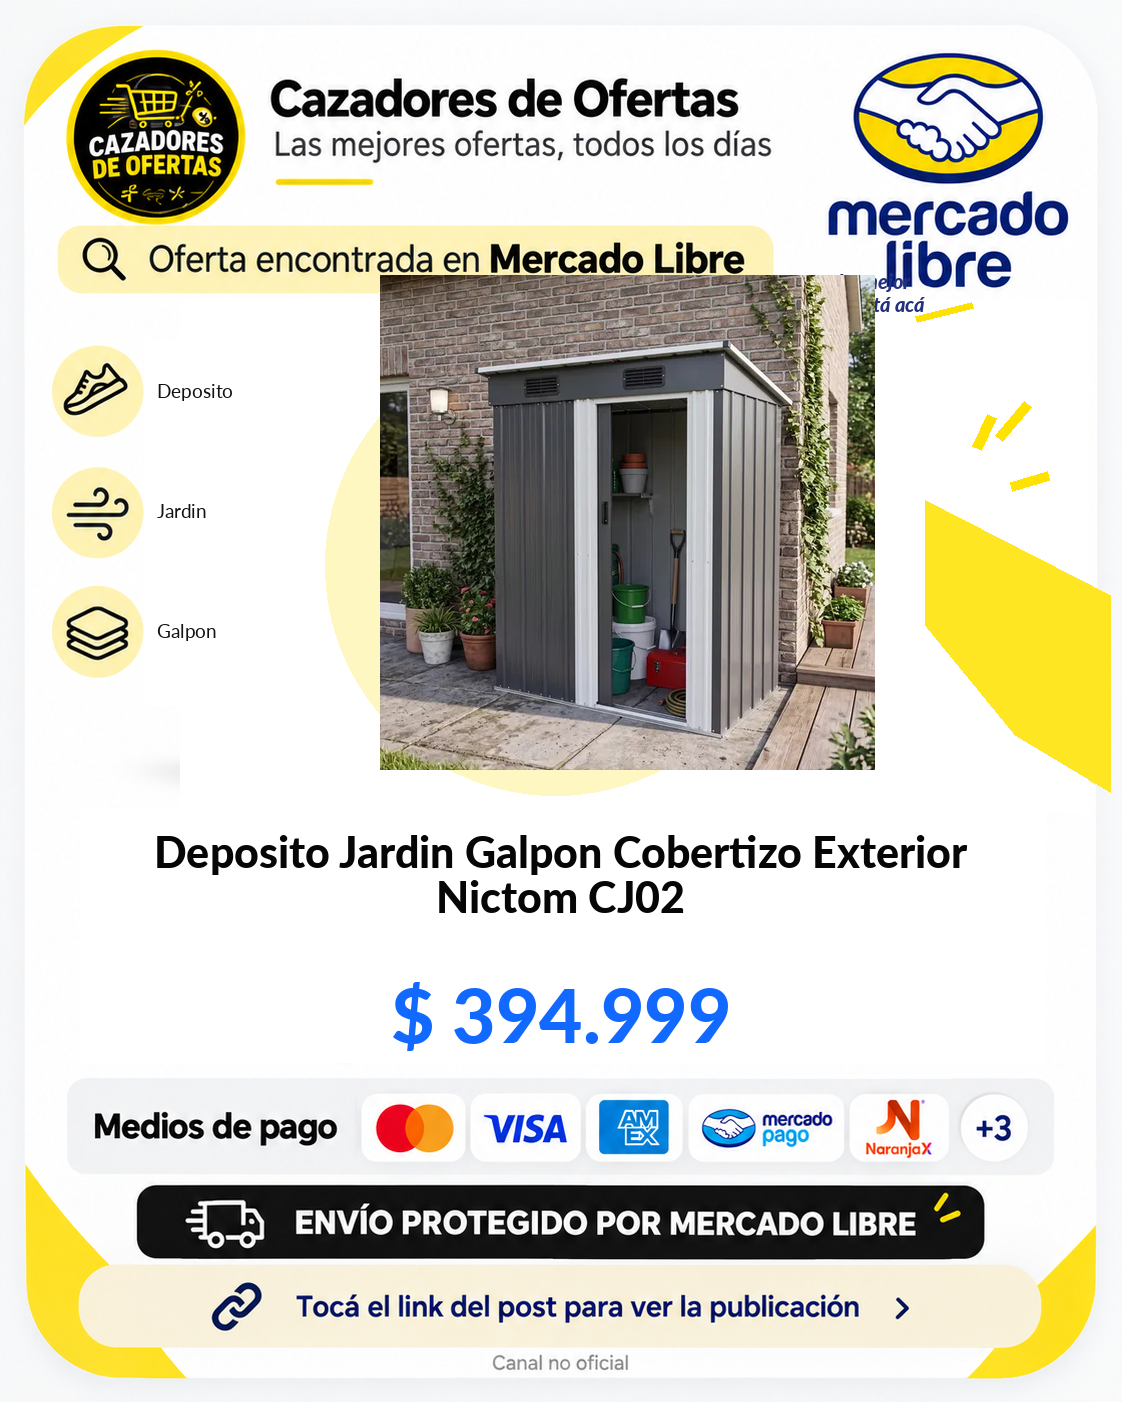 CAZADORES
DE OFERTAS
Cazadores de Ofertas
Las mejores ofertas, todos los días
mercado
libre
tá acá
Oferta encontrada en Mercado Libre
Deposito
Jardin
Galpon
Deposito Jardin Galpon Cobertizo Exterior
Nictom CJ02
$ 394.999
Medios de pago
VISA
AM
EX
mercado
pago
NaranjaX
+3
ENVÍO PROTEGIDO POR MERCADO LIBRE
Tocá el link del post para ver la publicación
Canal no oficial